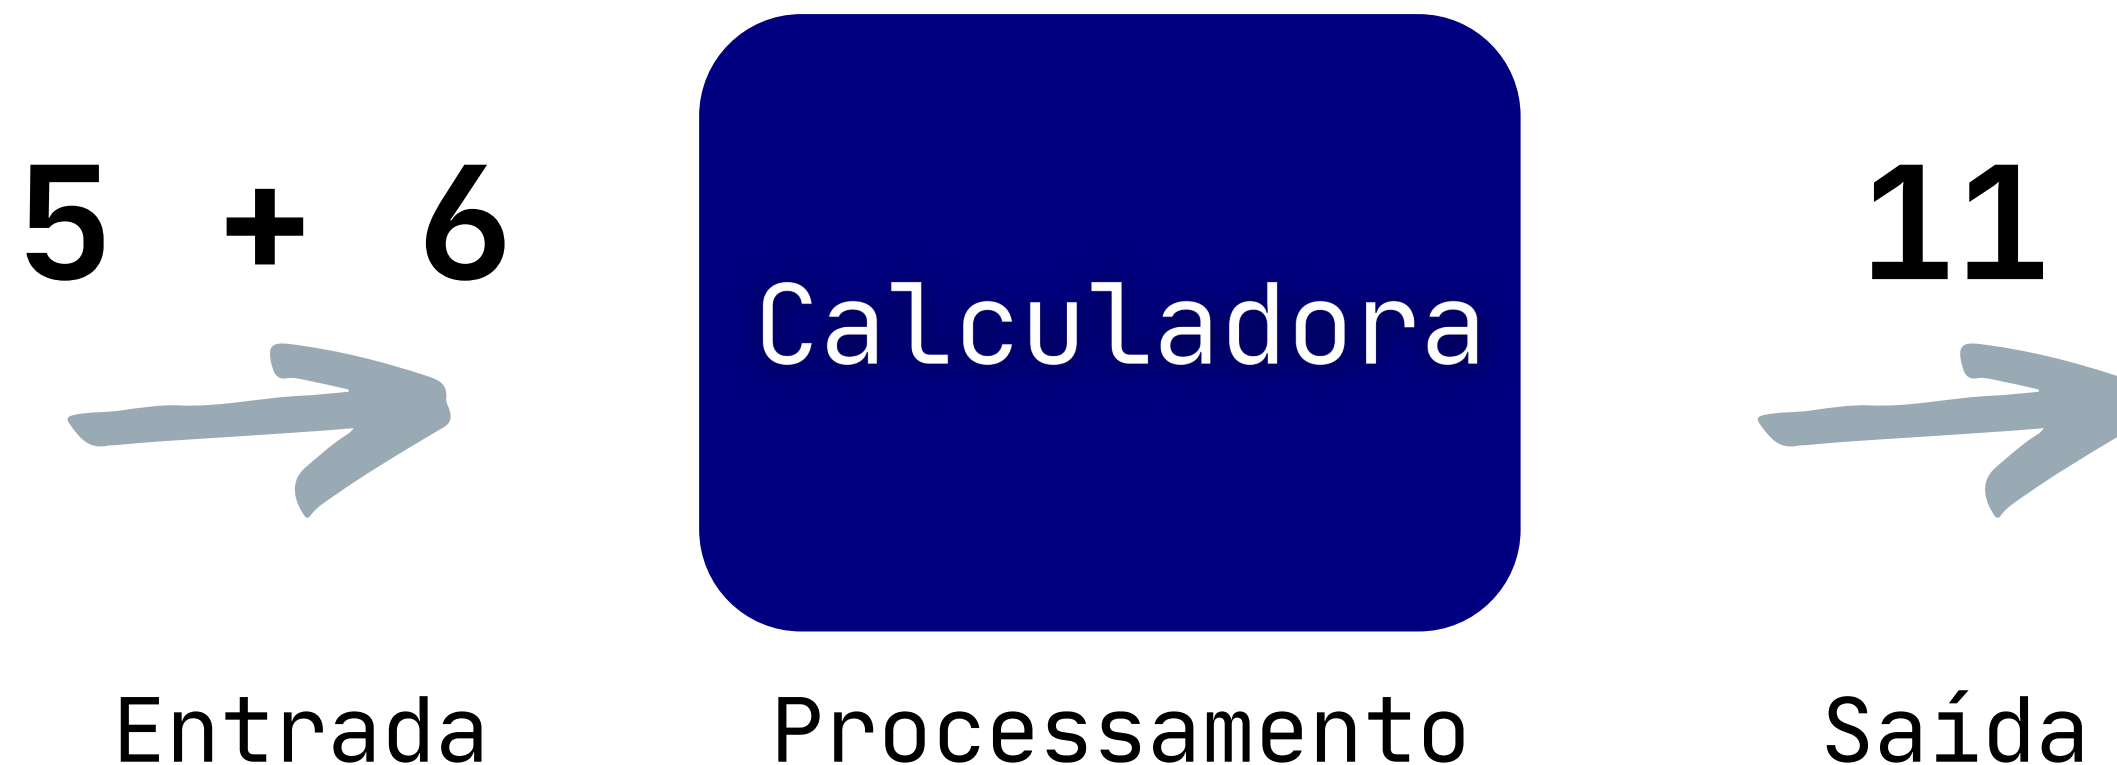 5 + 6
Calculadora
11
Entrada
Processamento
Saída